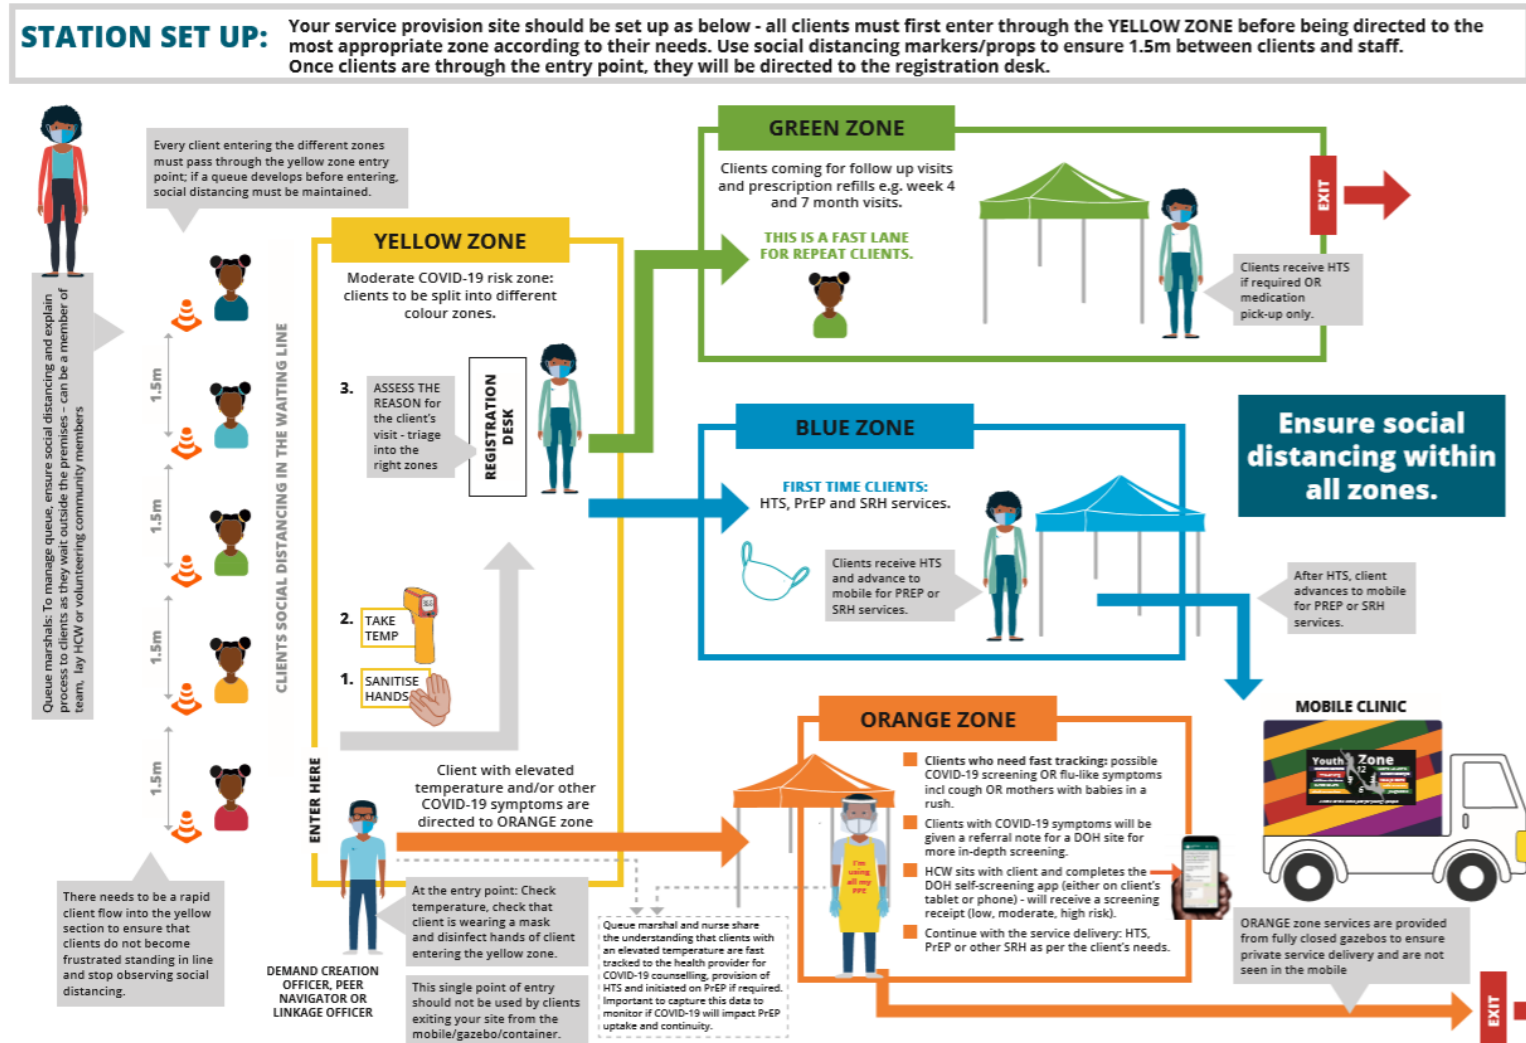 STATION SET UP:
Your service provision site should be set up as below - all clients must first enter through the YELLOW ZONE before being directed to the
most appropriate zone according to their needs. Use social distancing markers/props to ensure 1.5m between clients and staff.
Once clients are through the entry point, they will be directed to the registration desk.
Every client entering the different zones
must pass through the yellow zone entry
point; if a queue develops before entering,
social distancing must be maintained.
Queue marshals: To manage queue, ensure social distancing and explain
process to clients as they wait outside the premises – can be a member of
team, lay HCW or volunteering community members
1.5m
1.5m
1.5m
1.5m
CLIENTS SOCIAL DISTANCING IN THE WAITING LINE
There needs to be a rapid
client flow into the yellow
section to ensure that
clients do not become
frustrated standing in line
and stop observing social
distancing.
YELLOW ZONE
Moderate COVID-19 risk zone:
clients to be split into different
colour zones.
3.
ASSESS THE
REASON for
the client's
visit - triage
into the
right zones
REGISTRATION
DESK
2.
TAKE
TEMP
1.
SANITISE
HANDS
ENTER HERE
Client with elevated
temperature and/or other
COVID-19 symptoms are
directed to ORANGE zone
DEMAND CREATION
OFFICER, PEER
NAVIGATOR OR
LINKAGE OFFICER
At the entry point: Check
temperature, check that
client is wearing a mask
and disinfect hands of client
entering the yellow zone.
This single point of entry
should not be used by clients
exiting your site from the
mobile/gazebo/container.
Queue marshal and nurse share
the understanding that clients with
an elevated temperature are fast
tracked to the health provider for
COVID-19 counselling, provision of
HTS and initiated on PrEP if required.
Important to capture this data to
monitor if COVID-19 will impact PrEP
uptake and continuity.
GREEN ZONE
Clients coming for follow up visits
and prescription refills e.g. week 4
and 7 month visits.
THIS IS A FAST LANE
FOR REPEAT CLIENTS.
EXIT
Clients receive HTS
if required OR
medication
pick-up only.
BLUE ZONE
FIRST TIME CLIENTS:
HTS, PrEP and SRH services.
Clients receive HTS
and advance to
mobile for PREP or
SRH services.
Ensure social
distancing within
all zones.
After HTS, client
advances to mobile
for PREP or SRH
services.
MOBILE CLINIC
Youth Zone
ORANGE ZONE
Clients who need fast tracking: possible
COVID-19 screening OR flu-like symptoms
incl cough OR mothers with babies in a
rush.
Clients with COVID-19 symptoms will be
given a referral note for a DOH site for
more in-depth screening.
HCW sits with client and completes the
DOH self-screening app (either on client's
tablet or phone) - will receive a screening
receipt (low, moderate, high risk).
Continue with the service delivery: HTS,
PrEP or other SRH as per the client's needs.
I'm
using
all my
PPE
ORANGE zone services are provided
from fully closed gazebos to ensure
private service delivery and are not
seen in the mobile
EXIT